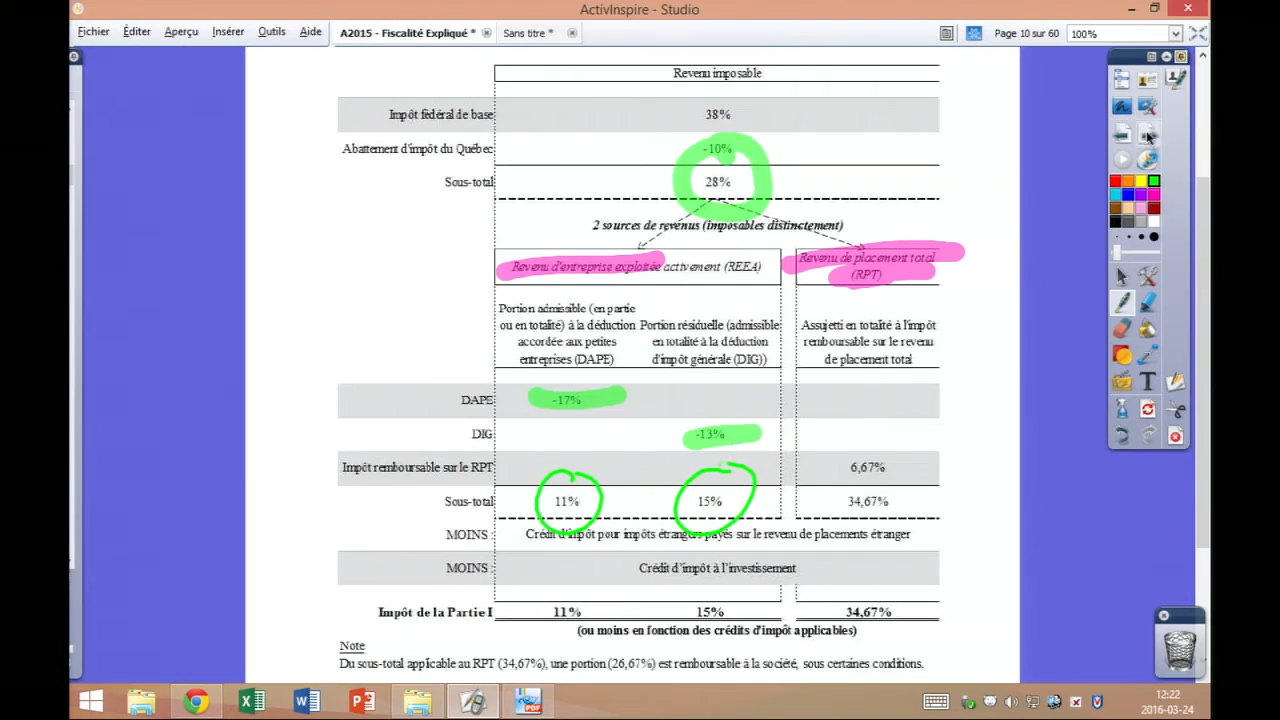 ActivInspire - Studio
Fichier Éditer Aperçu Insérer Outils Aide A2015 - Fiscalité Expliqué * Sans titre * Page 10 sur 60 100%
Revenu imposable
Impôt fédéral de base 38%
Abattement d'impôt du Québec -10%
Sous-total 28%
2 sources de revenus (imposables distinctement)
Revenu d'entreprise exploitée activement (REEA) Revenu de placement total
(RPT)
Portion admissible (en partie
ou en totalité) à la déduction Portion résiduelle (admissible Assujetti en totalité à l'impôt
accordée aux petites en totalité à la déduction remboursable sur le revenu
entreprises (DAPE) d'impôt générale (DIG)) de placement total
DAPE -17%
DIG -13%
Impôt remboursable sur le RPT 6,67%
Sous-total 11% 15% 34,67%
MOINS : Crédit d'impôt pour impôts étrangers payés sur le revenu de placements étranger
MOINS : Crédit d'impôt à l'investissement
Impôt de la Partie I 11% 15% 34,67%
(ou moins en fonction des crédits d'impôt applicables)
Note
Du sous-total applicable au RPT (34,67%), une portion (26,67%) est remboursable à la société, sous certaines conditions.
12:22
2016-03-24